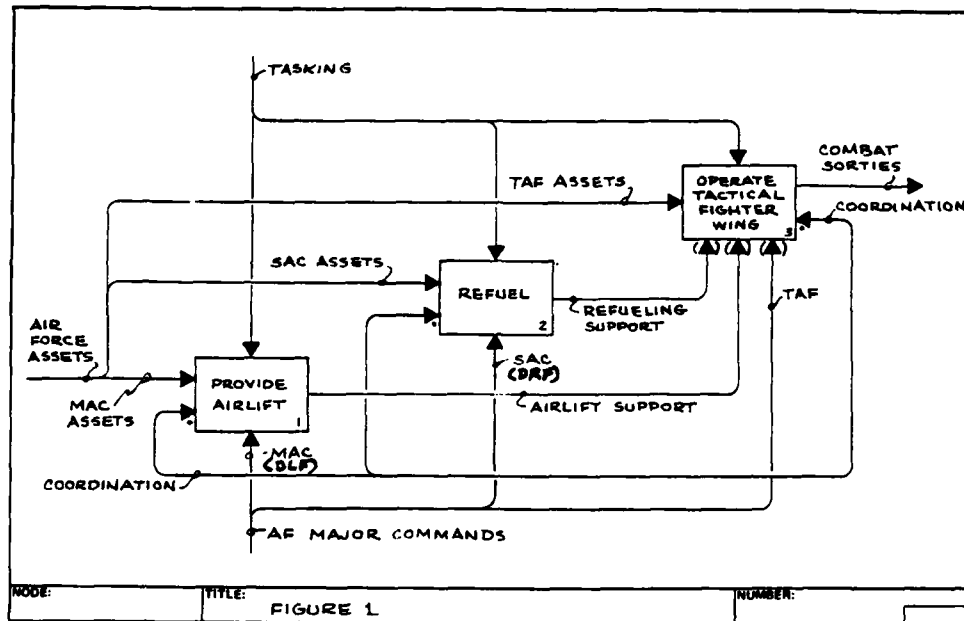 TASKING
COMBAT
SORTIES
TAF ASSETS
OPERATE
TACTICAL
FIGHTER
WING
3
COORDINATION
( ) ( ) ( )
SAC ASSETS
REFUEL
2
REFUELING
SUPPORT
TAF
AIR
FORCE
ASSETS
MAC
ASSETS
PROVIDE
AIRLIFT
1
SAC
(DRF)
AIRLIFT SUPPORT
MAC
(DLF)
COORDINATION
AF MAJOR COMMANDS
NODE:
TITLE:
FIGURE 1
NUMBER: